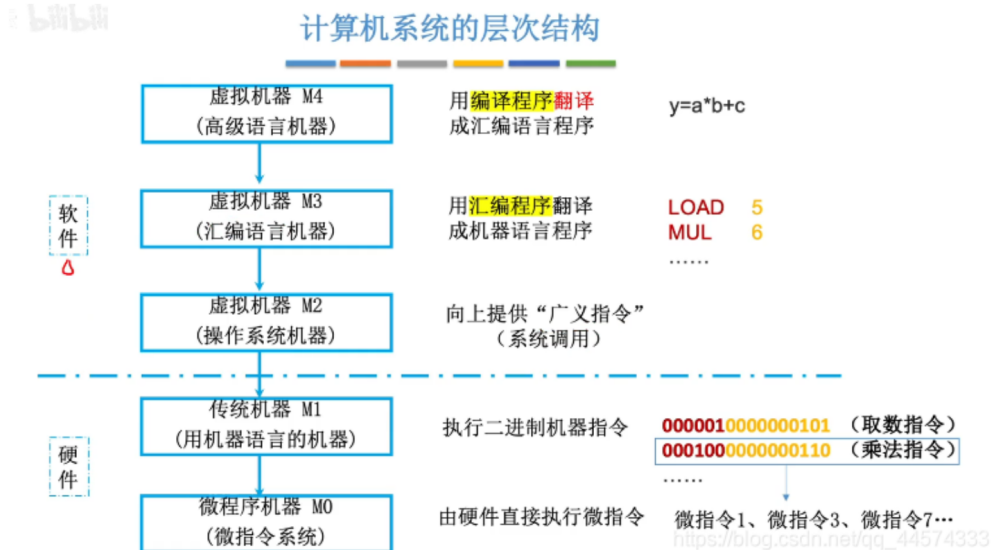 bilibili
计算机系统的层次结构
虚拟机器 M4
(高级语言机器)
用编译程序翻译
成汇编语言程序
y=a*b+c
软件
虚拟机器 M3
(汇编语言机器)
用汇编程序翻译
成机器语言程序
LOAD 5
MUL 6
……
虚拟机器 M2
(操作系统机器)
向上提供“广义指令”
(系统调用)
硬件
传统机器 M1
(用机器语言的机器)
执行二进制机器指令
0000010000000101 (取数指令)
0001000000000110 (乘法指令)
……
微程序机器 M0
(微指令系统)
由硬件直接执行微指令
微指令1、微指令3、微指令7…
https://blog.csdn.net/qq_44574333